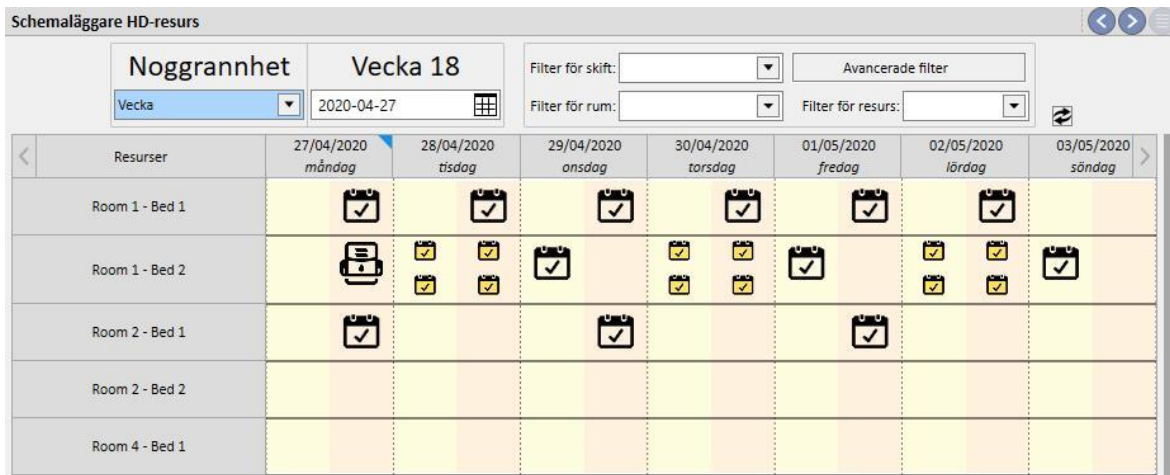 Schemaläggare HD-resurs
Noggrannhet
Vecka 18
Vecka
2020-04-27
Filter för skift:
Avancerade filter
Filter för rum:
Filter för resurs:
Resurser
27/04/2020 28/04/2020 29/04/2020 30/04/2020 01/05/2020 02/05/2020 03/05/2020
måndag tisdag onsdag torsdag fredag lördag söndag
Room 1 - Bed 1
Room 1 - Bed 2
Room 2 - Bed 1
Room 2 - Bed 2
Room 4 - Bed 1